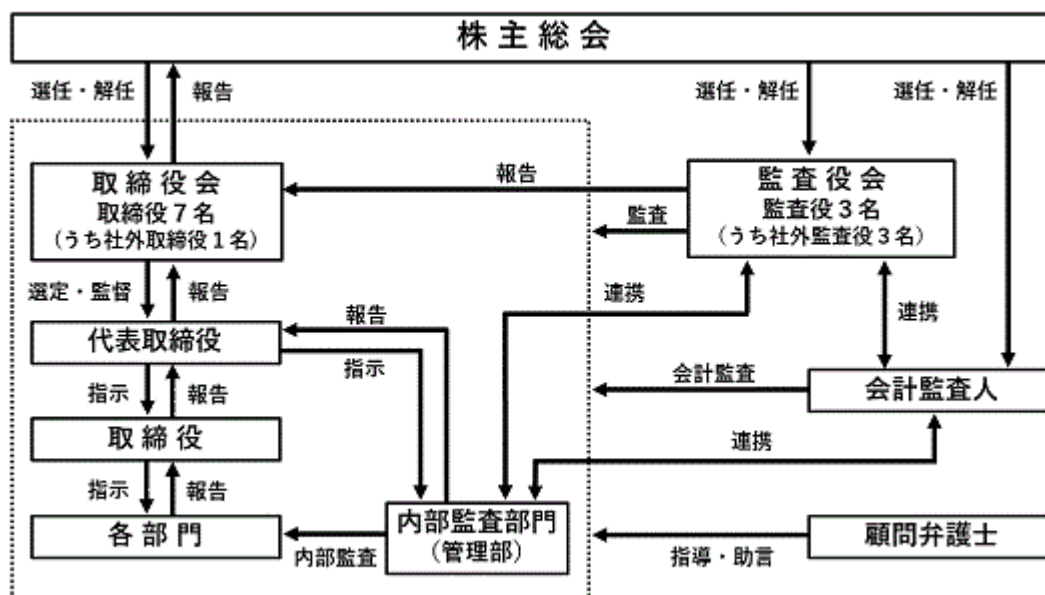 株主総会
選任・解任
報告
選任・解任
選任・解任
取締役会
取締役７名
（うち社外取締役１名）
報告
監査
監査役会
監査役３名
（うち社外監査役３名）
選定・監督
報告
連携
連携
代表取締役
報告
指示
指示
報告
会計監査
会計監査人
取締役
連携
指示
報告
各部門
内部監査
内部監査部門
（管理部）
指導・助言
顧問弁護士